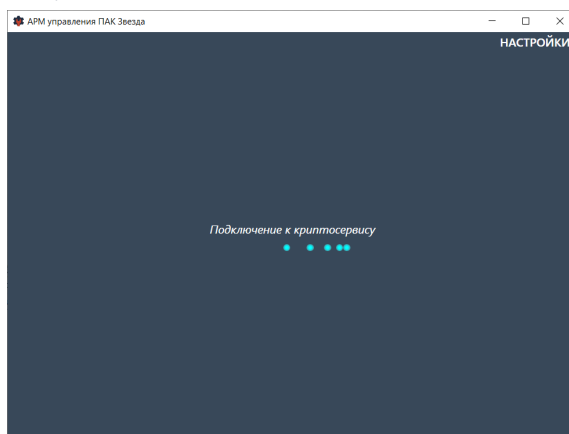 АРМ управления ПАК Звезда
НАСТРОЙКИ
Подключение к криптосервису